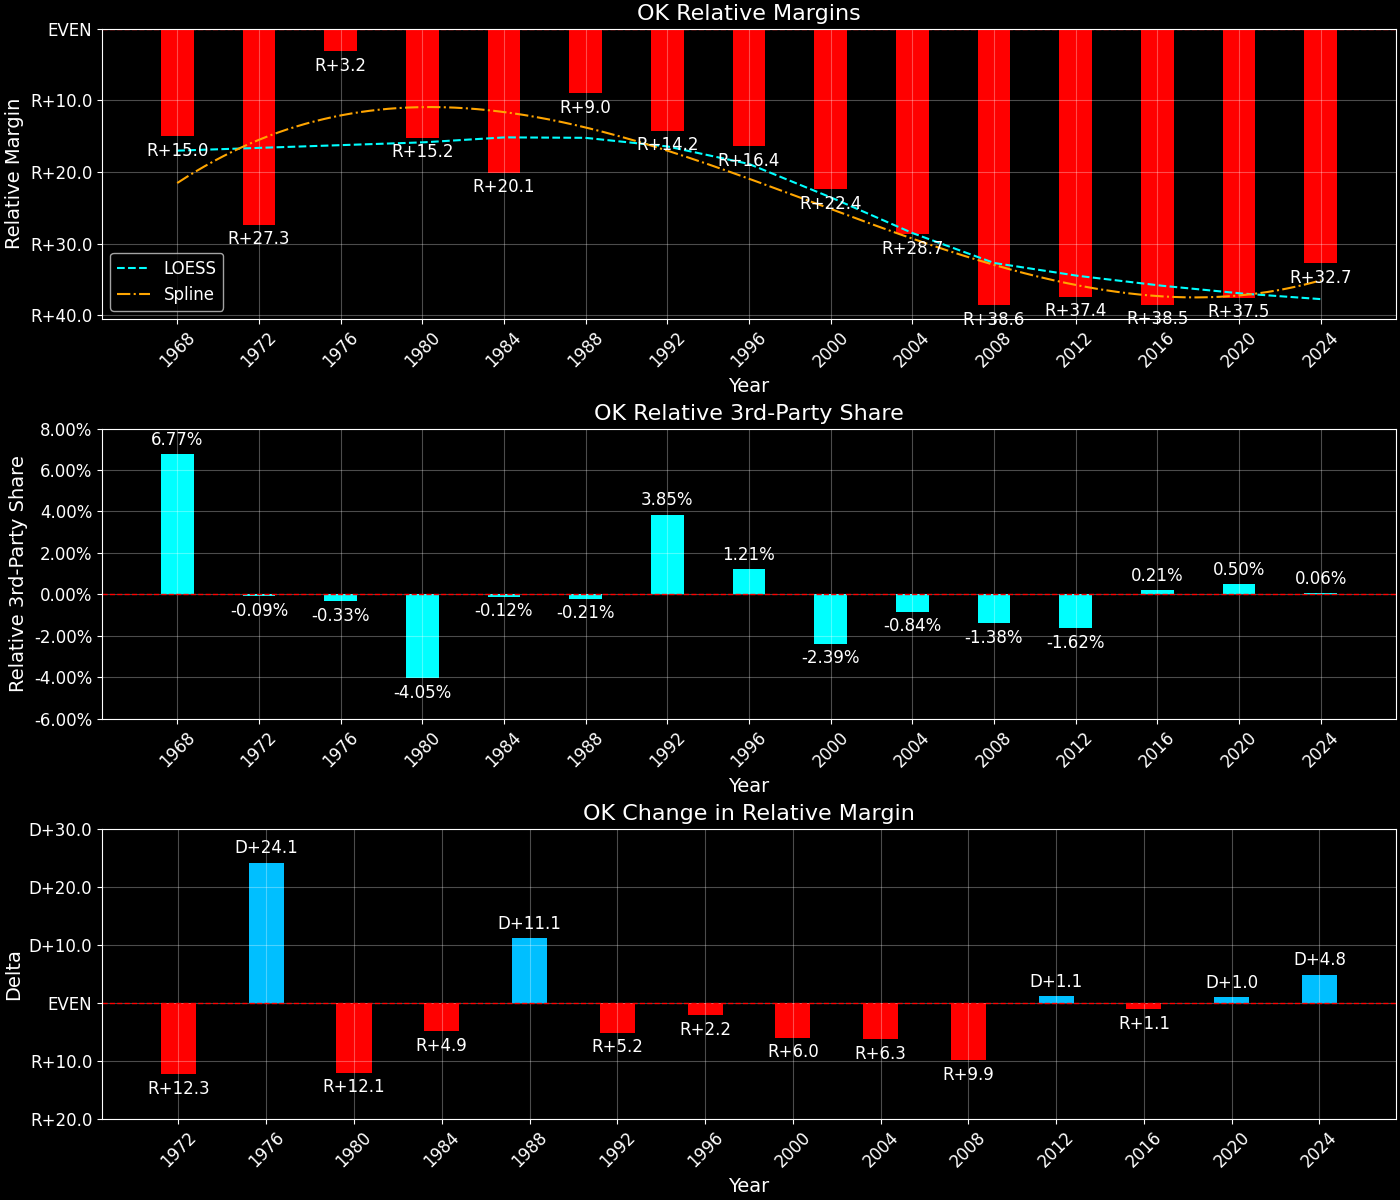 OK Relative Margins
EVEN
R+10.0
R+20.0
R+30.0
R+40.0
Relative Margin
R+15.0
R+27.3
R+3.2
R+15.2
R+20.1
R+9.0
R+14.2
R+16.4
R+22.4
R+28.7
R+38.6
R+37.4
R+38.5
R+37.5
R+32.7
LOESS
Spline
1968 1972 1976 1980 1984 1988 1992 1996 2000 2004 2008 2012 2016 2020 2024
Year
OK Relative 3rd-Party Share
8.00%
6.00%
4.00%
2.00%
0.00%
-2.00%
-4.00%
-6.00%
Relative 3rd-Party Share
6.77%
-0.09%
-0.33%
-4.05%
-0.12%
-0.21%
3.85%
1.21%
-2.39%
-0.84%
-1.38%
-1.62%
0.21%
0.50%
0.06%
1968 1972 1976 1980 1984 1988 1992 1996 2000 2004 2008 2012 2016 2020 2024
Year
OK Change in Relative Margin
D+30.0
D+20.0
D+10.0
EVEN
R+10.0
R+20.0
Delta
R+12.3
D+24.1
R+12.1
R+4.9
D+11.1
R+5.2
R+2.2
R+6.0
R+6.3
R+9.9
D+1.1
R+1.1
D+1.0
D+4.8
1972 1976 1980 1984 1988 1992 1996 2000 2004 2008 2012 2016 2020 2024
Year